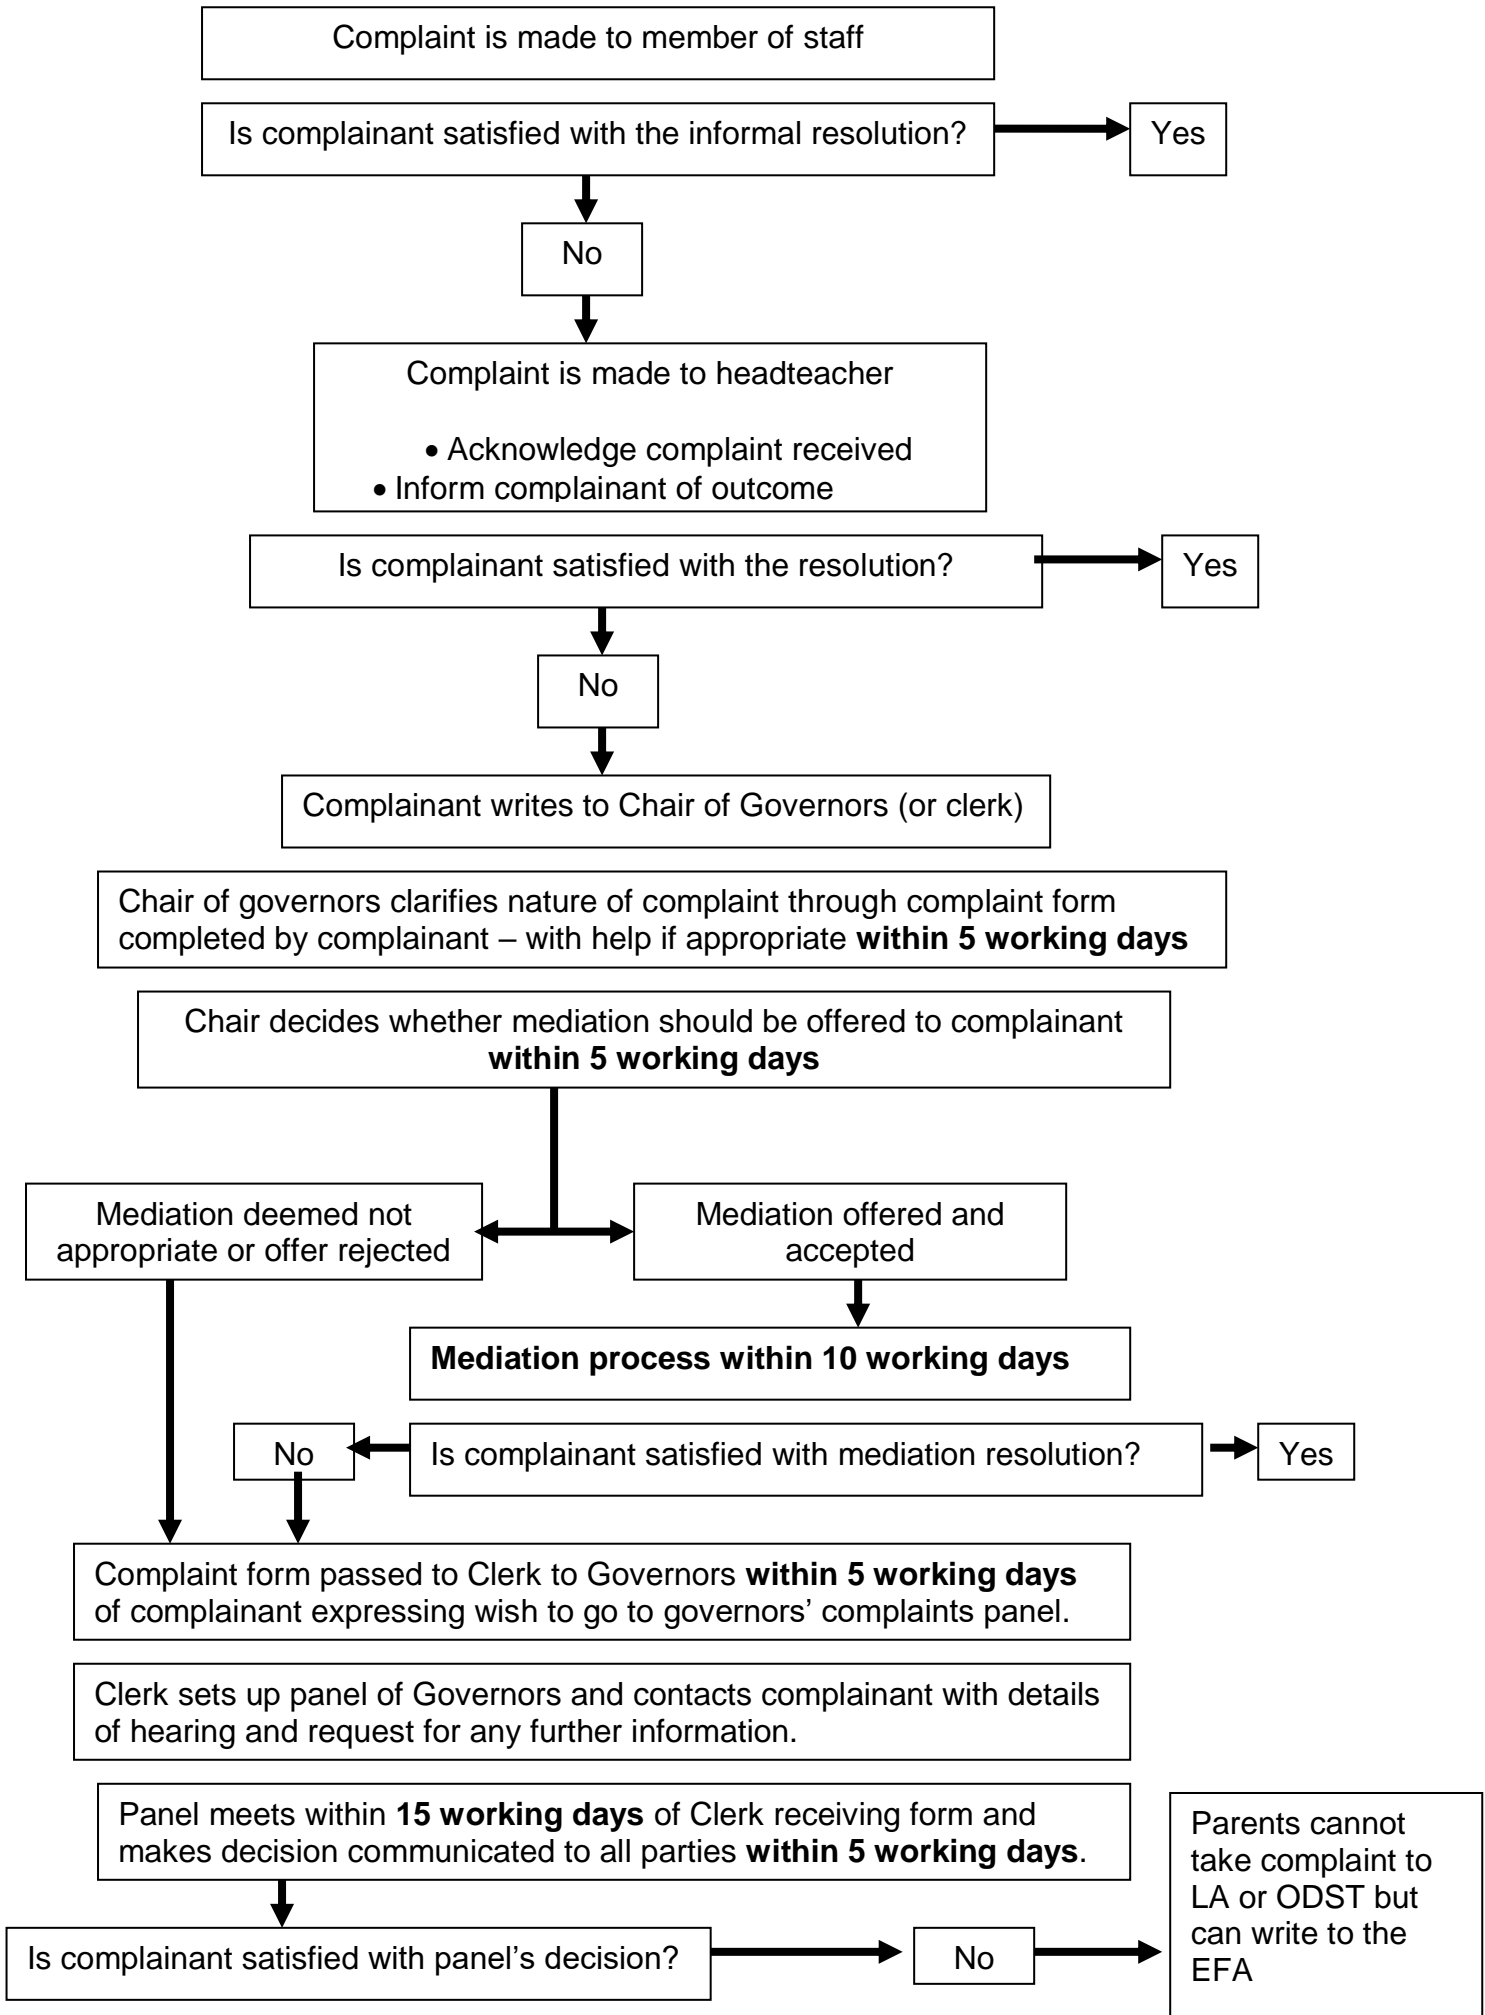 Complaint is made to member of staff
Is complainant satisfied with the informal resolution?
Yes
No
Complaint is made to headteacher
• Acknowledge complaint received
• Inform complainant of outcome
Is complainant satisfied with the resolution?
Yes
No
Complainant writes to Chair of Governors (or clerk)
Chair of governors clarifies nature of complaint through complaint form
completed by complainant – with help if appropriate within 5 working days
Chair decides whether mediation should be offered to complainant
within 5 working days
Mediation deemed not
appropriate or offer rejected
Mediation offered and
accepted
Mediation process within 10 working days
No
Is complainant satisfied with mediation resolution?
Yes
Complaint form passed to Clerk to Governors within 5 working days
of complainant expressing wish to go to governors’ complaints panel.
Clerk sets up panel of Governors and contacts complainant with details
of hearing and request for any further information.
Panel meets within 15 working days of Clerk receiving form and
makes decision communicated to all parties within 5 working days.
Is complainant satisfied with panel’s decision?
No
Parents cannot
take complaint to
LA or ODST but
can write to the
EFA